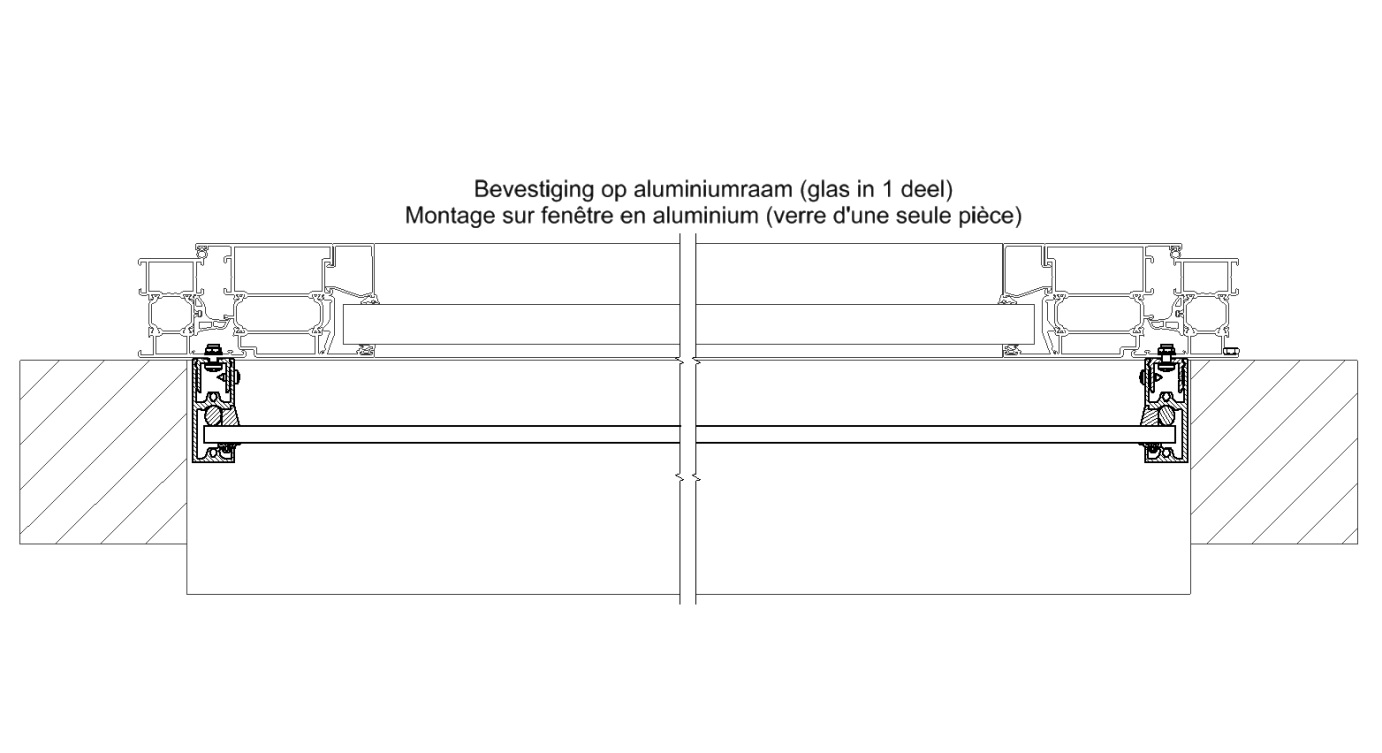 Bevestiging op aluminiumraam (glas in 1 deel)
Montage sur fenêtre en aluminium (verre d'une seule pièce)